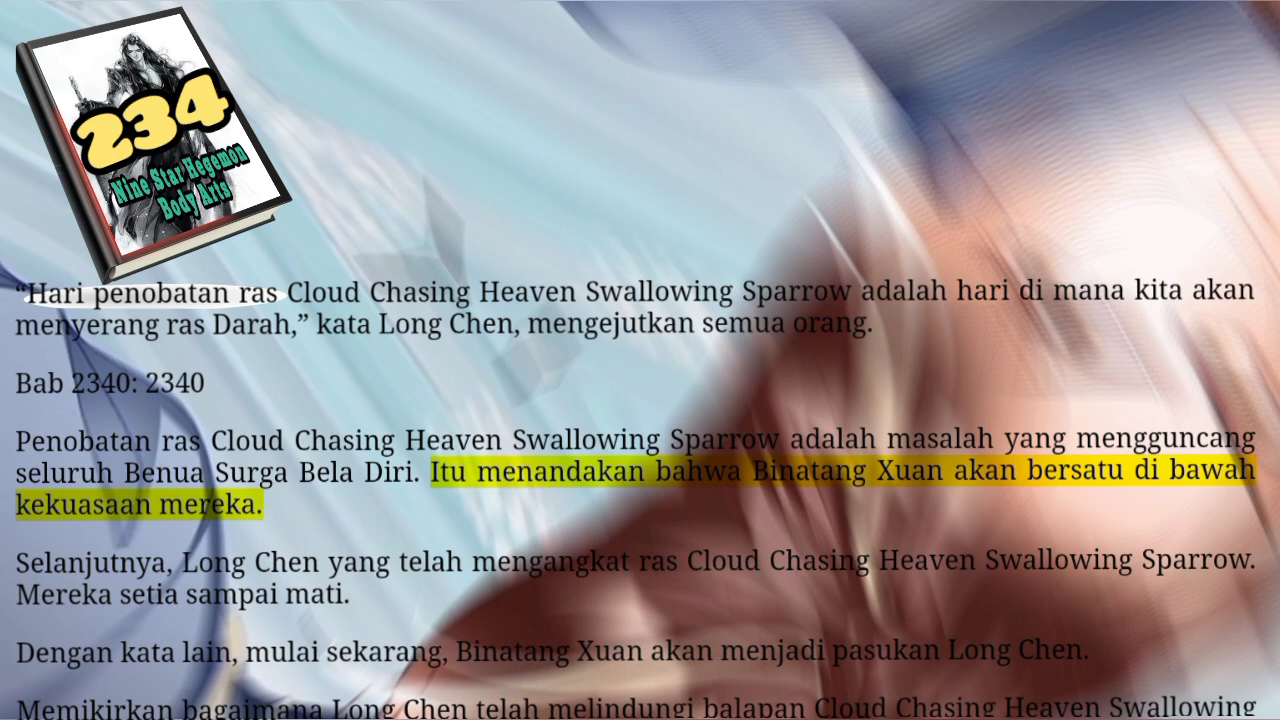 234
Nine Star Hegemon
Body Arts
“Hari penobatan ras Cloud Chasing Heaven Swallowing Sparrow adalah hari di mana kita akan
menyerang ras Darah,” kata Long Chen, mengejutkan semua orang.
Bab 2340: 2340
Penobatan ras Cloud Chasing Heaven Swallowing Sparrow adalah masalah yang mengguncang
seluruh Benua Surga Bela Diri. Itu menandakan bahwa Binatang Xuan akan bersatu di bawah
kekuasaan mereka.
Selanjutnya, Long Chen yang telah mengangkat ras Cloud Chasing Heaven Swallowing Sparrow.
Mereka setia sampai mati.
Dengan kata lain, mulai sekarang, Binatang Xuan akan menjadi pasukan Long Chen.
Memikirkan bagaimana Long Chen telah melindungi balapan Cloud Chasing Heaven Swallowing